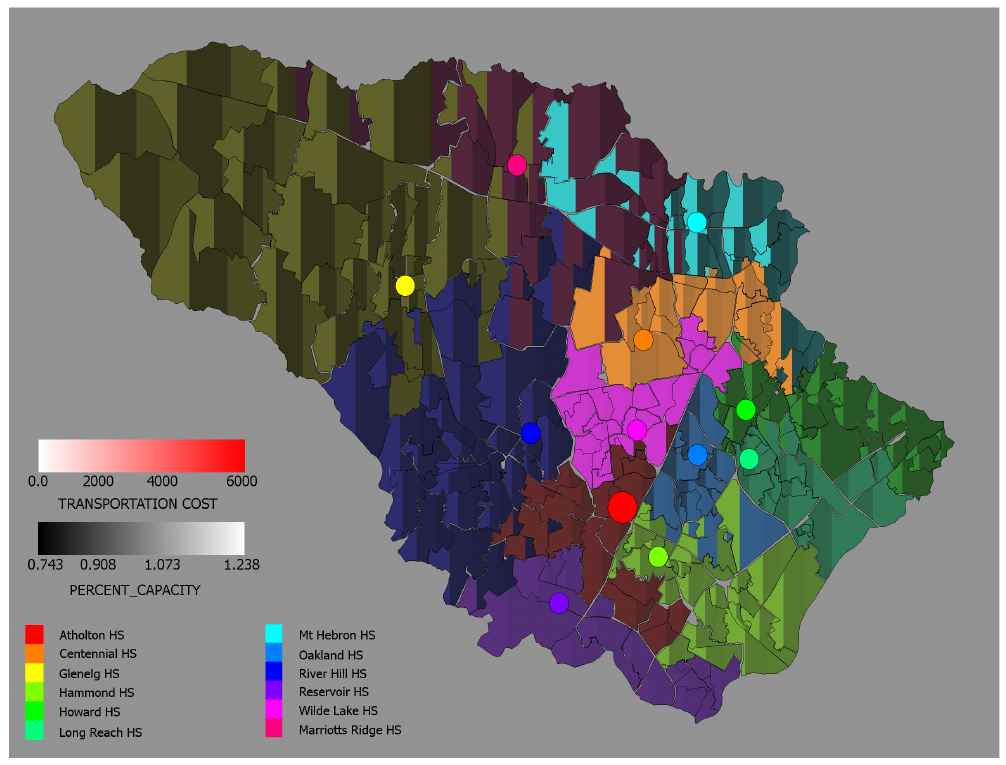 0.0 2000 4000 6000
TRANSPORTATION COST
0.743 0.908 1.073 1.238
PERCENT_CAPACITY
Atholton HS
Centennial HS
Glenelg HS
Hammond HS
Howard HS
Long Reach HS
Mt Hebron HS
Oakland HS
River Hill HS
Reservoir HS
Wilde Lake HS
Marriotts Ridge HS